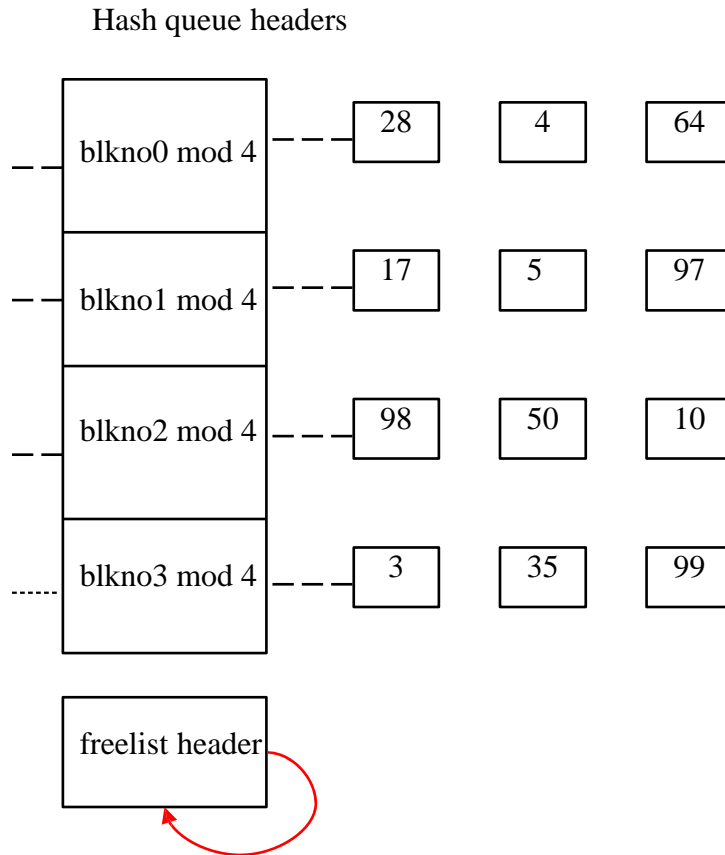 Hash queue headers
blkno0 mod 4 28 4 64
blkno1 mod 4 17 5 97
blkno2 mod 4 98 50 10
blkno3 mod 4 3 35 99
freelist header